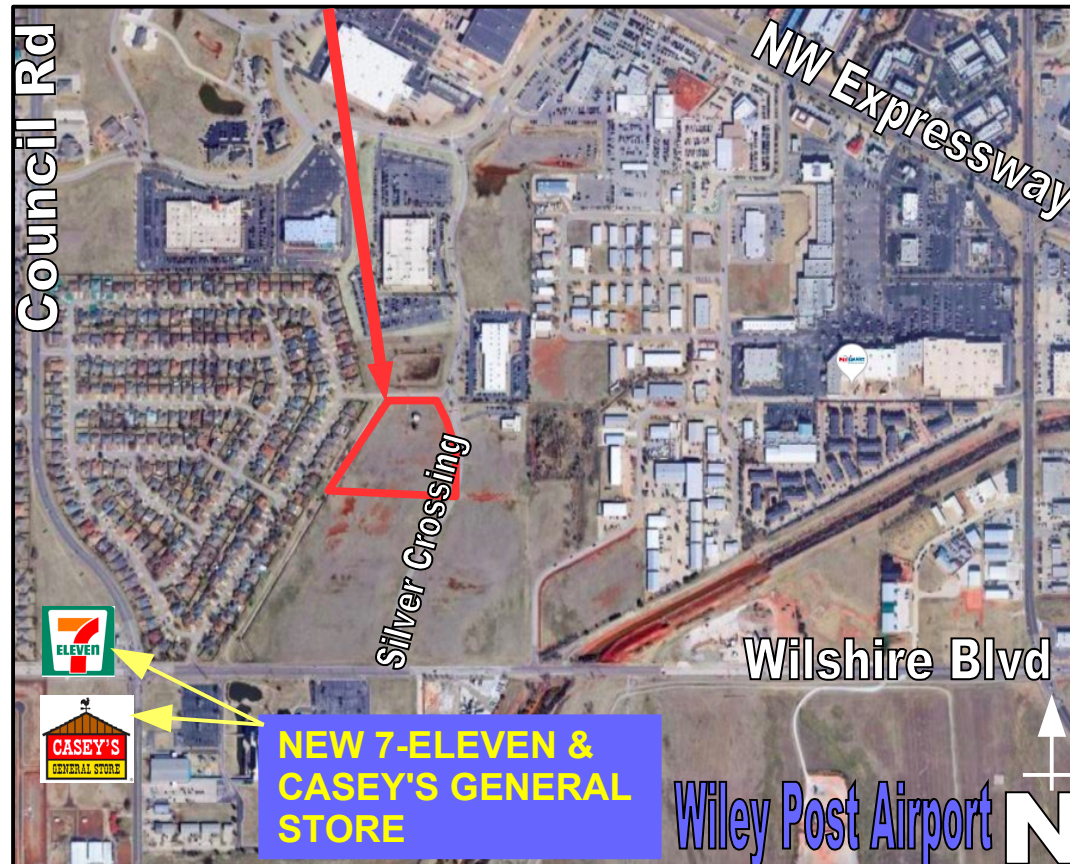 Council Rd
NW Expressway
Silver Crossing
7
ELEVEN
Wilshire Blvd
CASEY'S
GENERAL STORE
NEW 7-ELEVEN &
CASEY'S GENERAL
STORE
Wiley Post Airport
N